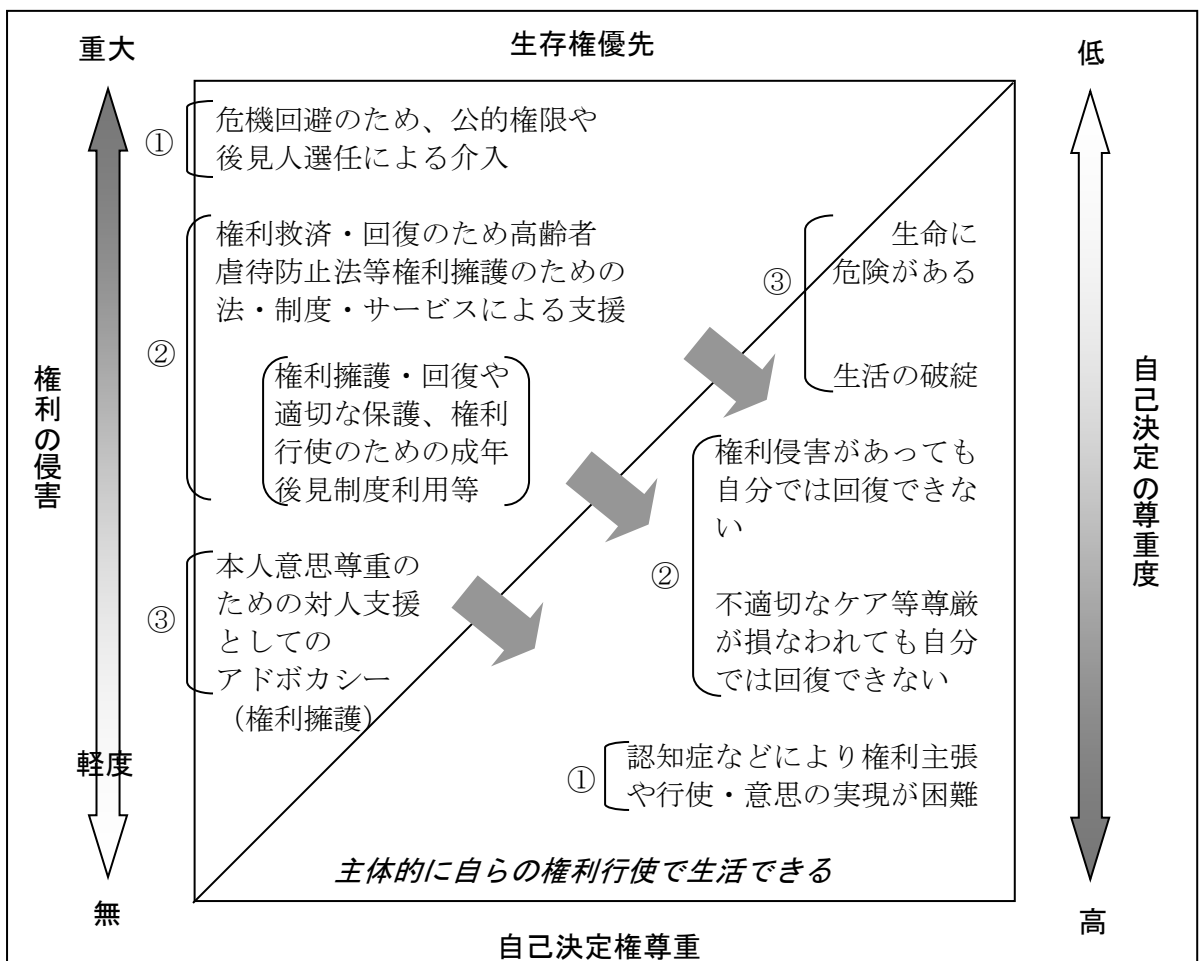 生存権優先
重大
低
①
危機回避のため、公的権限や
後見人選任による介入
②
権利救済・回復のため高齢者
虐待防止法等権利擁護のための
法・制度・サービスによる支援
権利擁護・回復や
適切な保護、権利
行使のための成年
後見制度利用等
③
本人意思尊重の
ための対人支援
としての
アドボカシー
(権利擁護)
③
生命に
危険がある
生活の破綻
②
権利侵害があっても
自分では回復できな
い
不適切なケア等尊厳
が損なわれても自分
では回復できない
①
認知症などにより権利主張
や行使・意思の実現が困難
主体的に自らの権利行使で生活できる
権利の侵害
自己決定の尊重度
軽度
無
高
自己決定権尊重